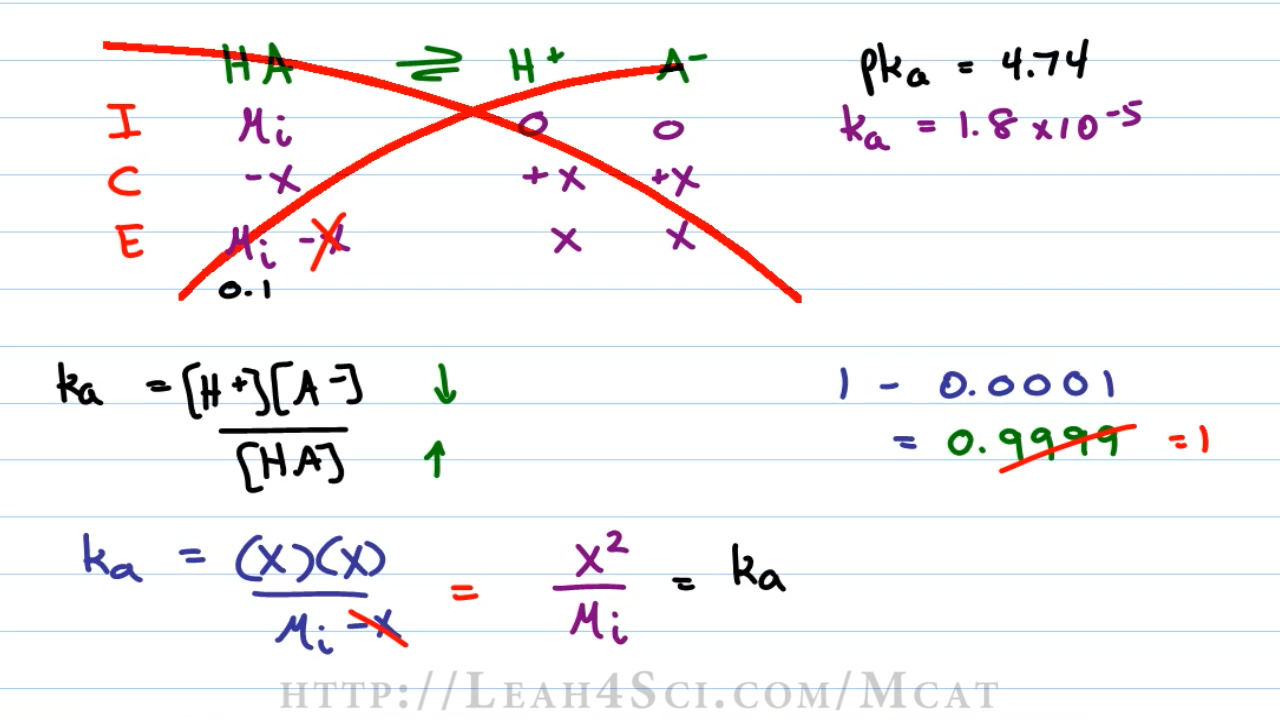 HA ⇌ H+ A-
I Mi 0 0
C -x +x +x
E Mi -x x x
0.1
pka = 4.74
ka = 1.8 x10-5
ka = [H+][A-] ↓
[HA] ↑
1 - 0.0001
= 0.9999 = 1
ka = (x)(x) = x² = ka
Mi -x Mi
HTTP://LEAH4SCI.COM/MCAT